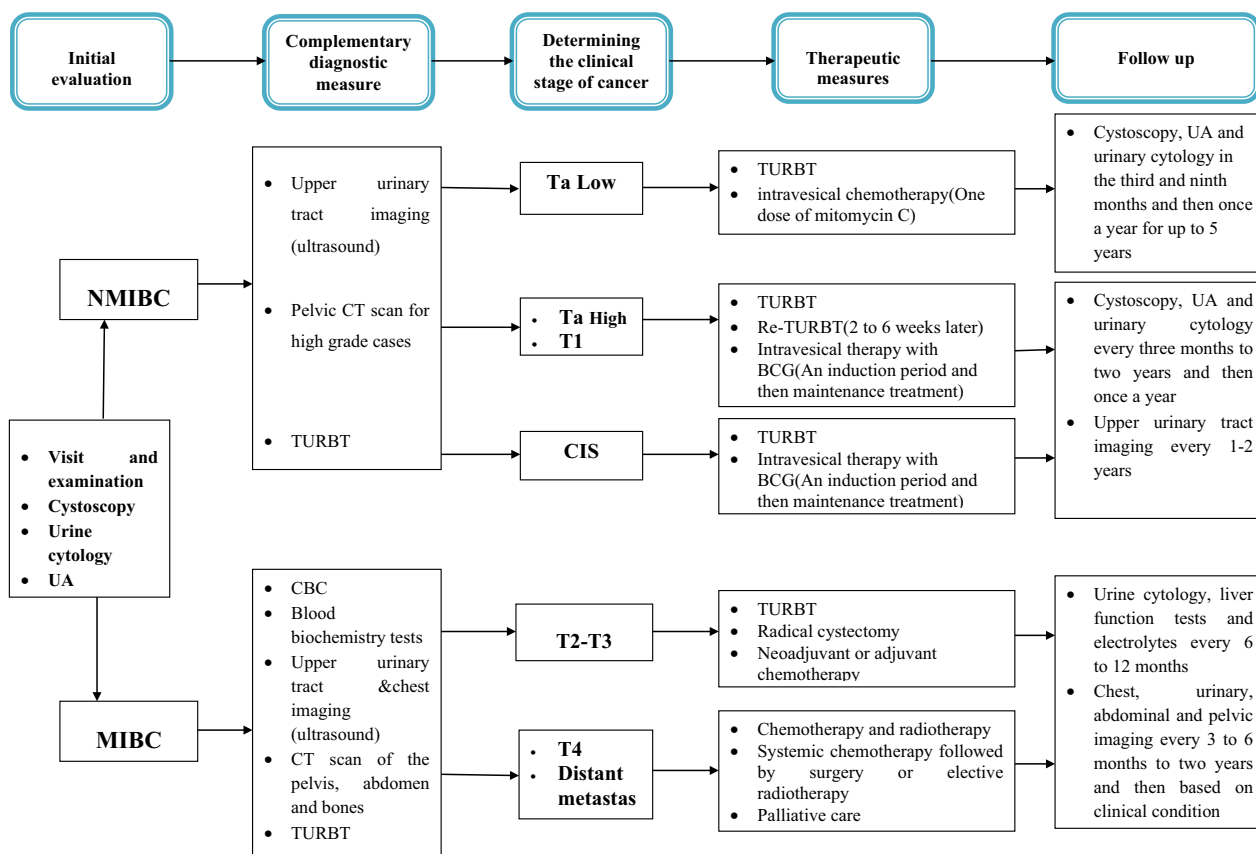 Initial
evaluation
Complementary
diagnostic
measure
Determining
the clinical
stage of cancer
Therapeutic
measures
Follow up
NMIBC
• Upper urinary
tract imaging
(ultrasound)
• Pelvic CT scan for
high grade cases
• TURBT
Ta Low
• TURBT
• intravesical chemotherapy(One
dose of mitomycin C)
• Cystoscopy, UA and
urinary cytology in
the third and ninth
months and then once
a year for up to 5
years
• Ta High
• T1
• TURBT
• Re-TURBT(2 to 6 weeks later)
• Intravesical therapy with
BCG(An induction period and
then maintenance treatment)
• Cystoscopy, UA and
urinary cytology
every three months to
two years and then
once a year
• Upper urinary tract
imaging every 1-2
years
CIS
• TURBT
• Intravesical therapy with
BCG(An induction period and
then maintenance treatment)
• Visit and
examination
• Cystoscopy
• Urine
cytology
• UA
MIBC
• CBC
• Blood
biochemistry tests
• Upper urinary
tract &chest
imaging
(ultrasound)
• CT scan of the
pelvis, abdomen
and bones
• TURBT
T2-T3
• TURBT
• Radical cystectomy
• Neoadjuvant or adjuvant
chemotherapy
• Urine cytology, liver
function tests and
electrolytes every 6
to 12 months
• Chest, urinary,
abdominal and pelvic
imaging every 3 to 6
months to two years
and then based on
clinical condition
• T4
• Distant
metastas
• Chemotherapy and radiotherapy
• Systemic chemotherapy followed
by surgery or elective
radiotherapy
• Palliative care